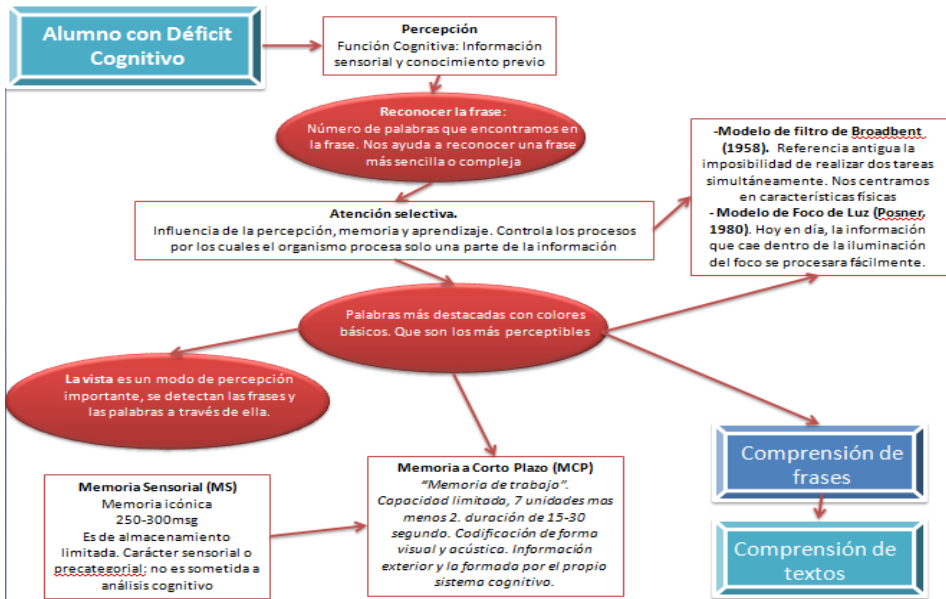 Alumno con Déficit
Cognitivo
Percepción
Función Cognitiva: Información
sensorial y conocimiento previo
Reconocer la frase:
Número de palabras que encontramos en
la frase. Nos ayuda a reconocer una frase
más sencilla o compleja
-Modelo de filtro de Broadbent
(1958). Referencia antigua la
imposibilidad de realizar dos tareas
simultáneamente. Nos centramos
en características físicas
- Modelo de Foco de Luz (Posner,
1980). Hoy en día, la información
que cae dentro de la iluminación
del foco se procesara fácilmente.
Atención selectiva.
Influencia de la percepción, memoria y aprendizaje. Controla los procesos
por los cuales el organismo procesa solo una parte de la información
Palabras más destacadas con colores
básicos. Que son los más perceptibles
La vista es un modo de percepción
importante, se detectan las frases y
las palabras a través de ella.
Memoria Sensorial (MS)
Memoria icónica
250-300msg
Es de almacenamiento
limitada. Carácter sensorial o
precategorial; no es sometida a
análisis cognitivo
Memoria a Corto Plazo (MCP)
“Memoria de trabajo”.
Capacidad limitada, 7 unidades mas
menos 2. duración de 15-30
segundo. Codificación de forma
visual y acústica. Información
exterior y la formada por el propio
sistema cognitivo.
Comprensión de
frases
Comprensión de
textos